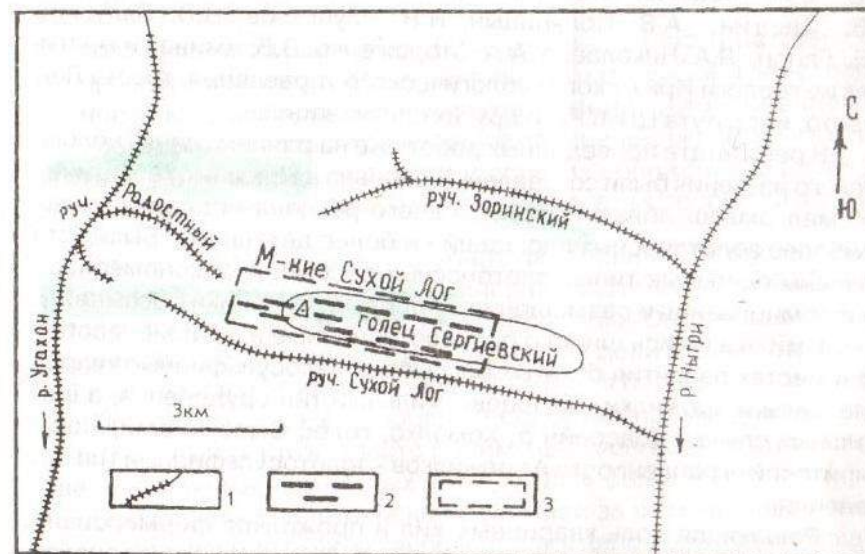 С
Ю
руч. Зоринский
руч. Радостный
М-ние Сухой Лог
голец Сергиевский
руч. Сухой Лог
р. Угахан
р. Ныгри
3км
1
2
3